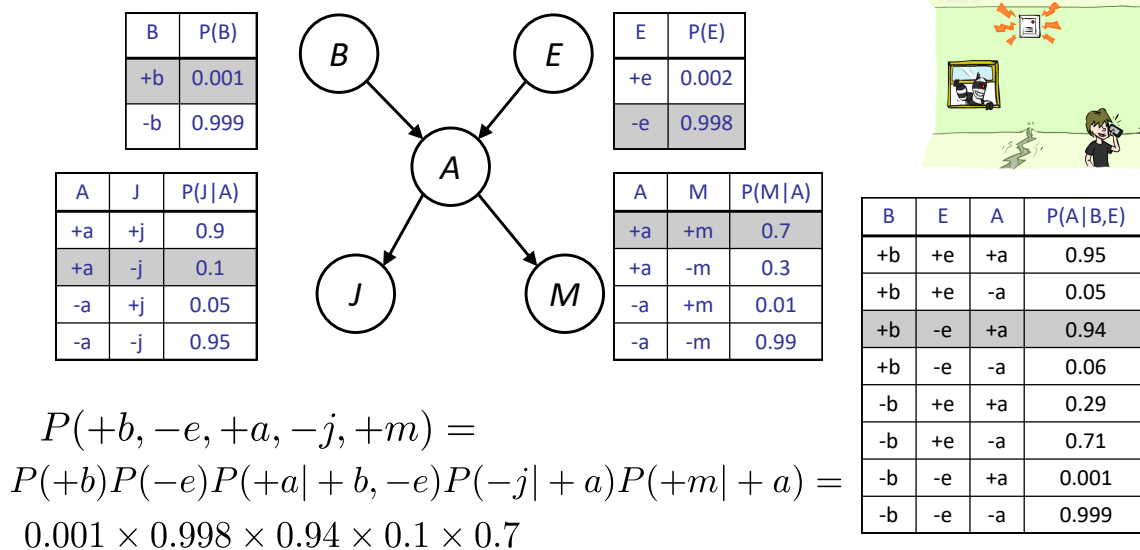 B P(B)
+b 0.001
-b 0.999
B
E
E P(E)
+e 0.002
-e 0.998
A
A J P(J|A)
+a +j 0.9
+a -j 0.1
-a +j 0.05
-a -j 0.95
J
M
A M P(M|A)
+a +m 0.7
+a -m 0.3
-a +m 0.01
-a -m 0.99
B E A P(A|B,E)
+b +e +a 0.95
+b +e -a 0.05
+b -e +a 0.94
+b -e -a 0.06
-b +e +a 0.29
-b +e -a 0.71
-b -e +a 0.001
-b -e -a 0.999
P(+b, −e, +a, −j, +m) =
P(+b)P(−e)P(+a| + b, −e)P(−j| + a)P(+m| + a) =
0.001 × 0.998 × 0.94 × 0.1 × 0.7